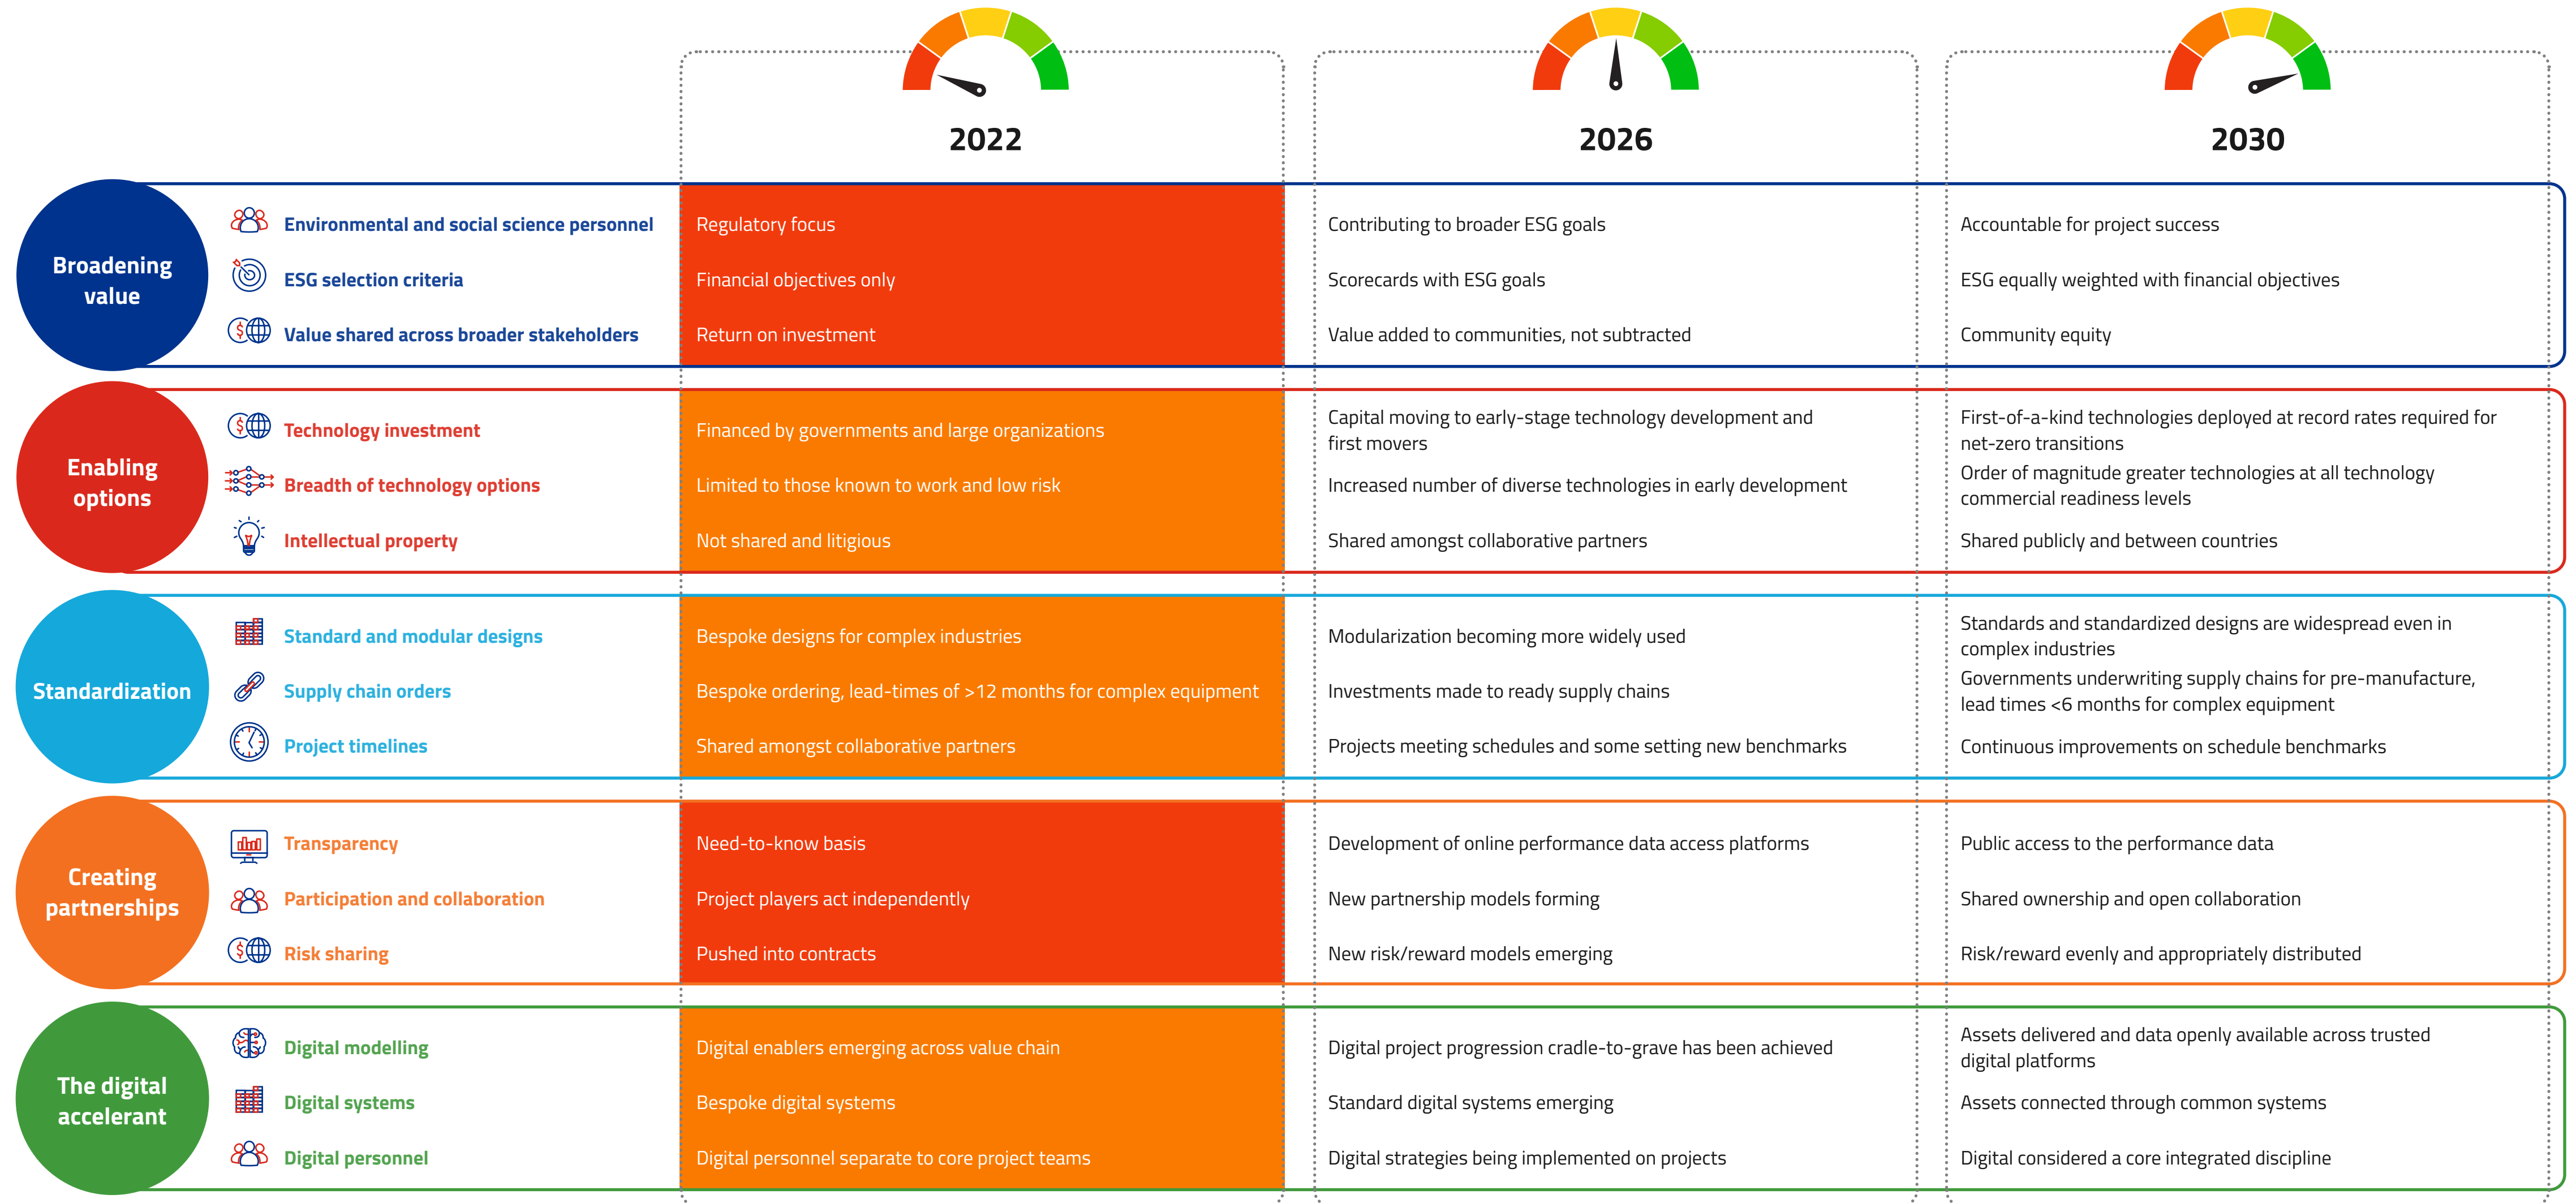 2022
2026
2030
Broadening
value
Environmental and social science personnel
Regulatory focus
Contributing to broader ESG goals
Accountable for project success
ESG selection criteria
Financial objectives only
Scorecards with ESG goals
ESG equally weighted with financial objectives
Value shared across broader stakeholders
Return on investment
Value added to communities, not subtracted
Community equity
Enabling
options
Technology investment
Financed by governments and large organizations
Capital moving to early-stage technology development and
first movers
First-of-a-kind technologies deployed at record rates required for
net-zero transitions
Breadth of technology options
Limited to those known to work and low risk
Increased number of diverse technologies in early development
Order of magnitude greater technologies at all technology
commercial readiness levels
Intellectual property
Not shared and litigious
Shared amongst collaborative partners
Shared publicly and between countries
Standardization
Standard and modular designs
Bespoke designs for complex industries
Modularization becoming more widely used
Standards and standardized designs are widespread even in
complex industries
Supply chain orders
Bespoke ordering, lead-times of >12 months for complex equipment
Investments made to ready supply chains
Governments underwriting supply chains for pre-manufacture,
lead times <6 months for complex equipment
Project timelines
Shared amongst collaborative partners
Projects meeting schedules and some setting new benchmarks
Continuous improvements on schedule benchmarks
Creating
partnerships
Transparency
Need-to-know basis
Development of online performance data access platforms
Public access to the performance data
Participation and collaboration
Project players act independently
New partnership models forming
Shared ownership and open collaboration
Risk sharing
Pushed into contracts
New risk/reward models emerging
Risk/reward evenly and appropriately distributed
The digital
accelerant
Digital modelling
Digital enablers emerging across value chain
Digital project progression cradle-to-grave has been achieved
Assets delivered and data openly available across trusted
digital platforms
Digital systems
Bespoke digital systems
Standard digital systems emerging
Assets connected through common systems
Digital personnel
Digital personnel separate to core project teams
Digital strategies being implemented on projects
Digital considered a core integrated discipline